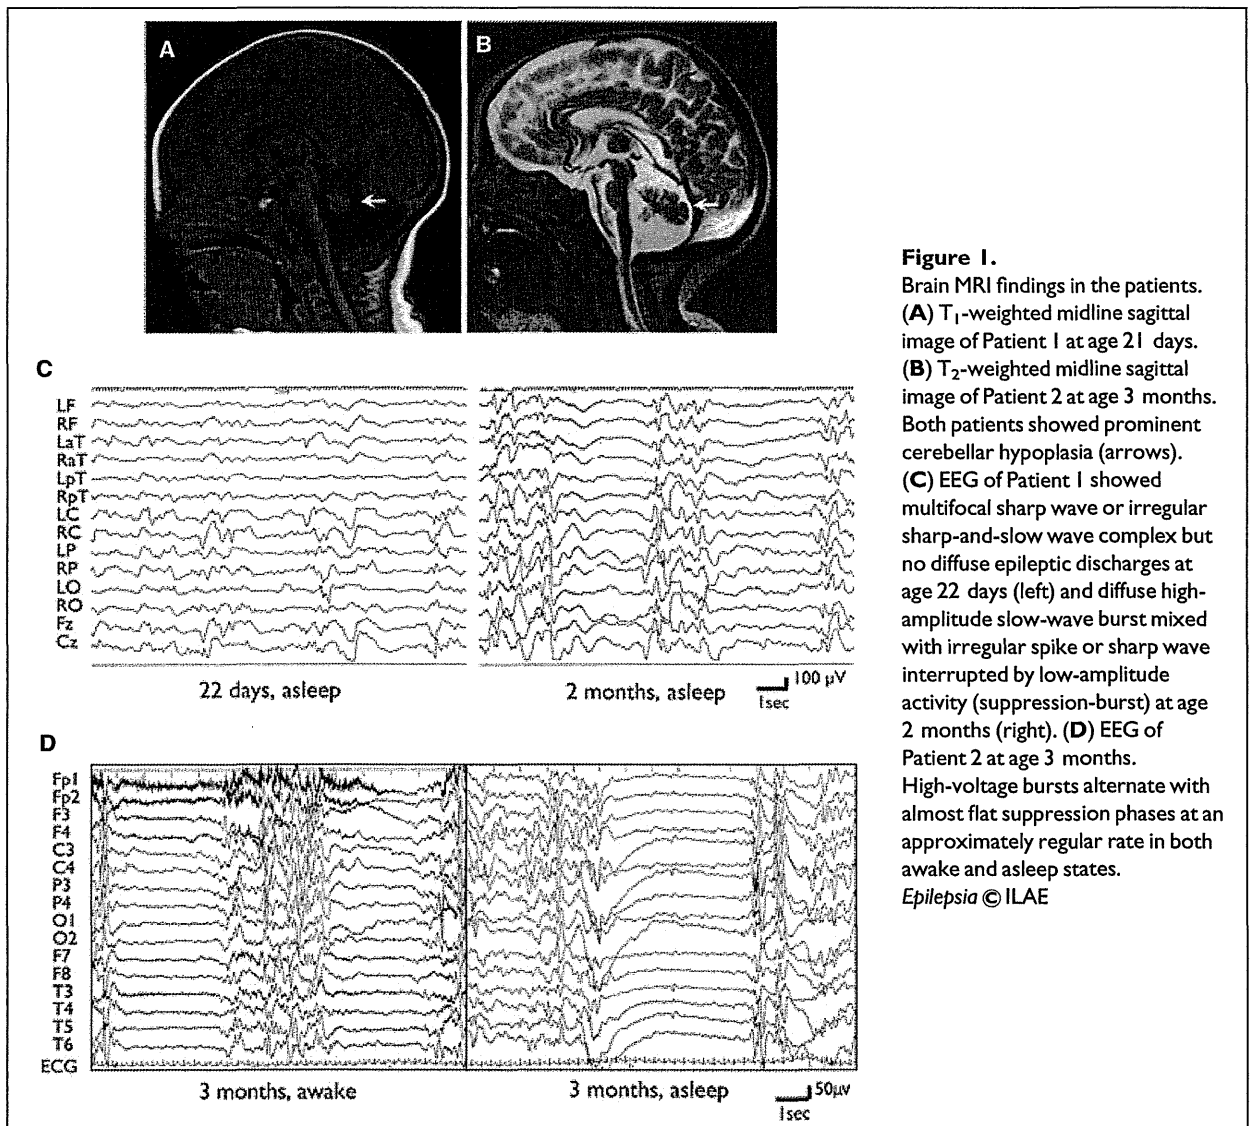 A
B
C
LF
RF
LaT
RaT
LpT
RpT
LC
RC
LP
RP
LO
RO
Fz
Cz
22 days, asleep
2 months, asleep
100 μV
1sec
D
Fp1
Fp2
F3
F4
C3
C4
P3
P4
O1
O2
F7
F8
T3
T4
T5
T6
ECG
3 months, awake
3 months, asleep
50μv
1sec
Figure 1.
Brain MRI findings in the patients.
(A) T1-weighted midline sagittal
image of Patient 1 at age 21 days.
(B) T2-weighted midline sagittal
image of Patient 2 at age 3 months.
Both patients showed prominent
cerebellar hypoplasia (arrows).
(C) EEG of Patient 1 showed
multifocal sharp wave or irregular
sharp-and-slow wave complex but
no diffuse epileptic discharges at
age 22 days (left) and diffuse high-
amplitude slow-wave burst mixed
with irregular spike or sharp wave
interrupted by low-amplitude
activity (suppression-burst) at age
2 months (right). (D) EEG of
Patient 2 at age 3 months.
High-voltage bursts alternate with
almost flat suppression phases at an
approximately regular rate in both
awake and asleep states.
Epilepsia © ILAE